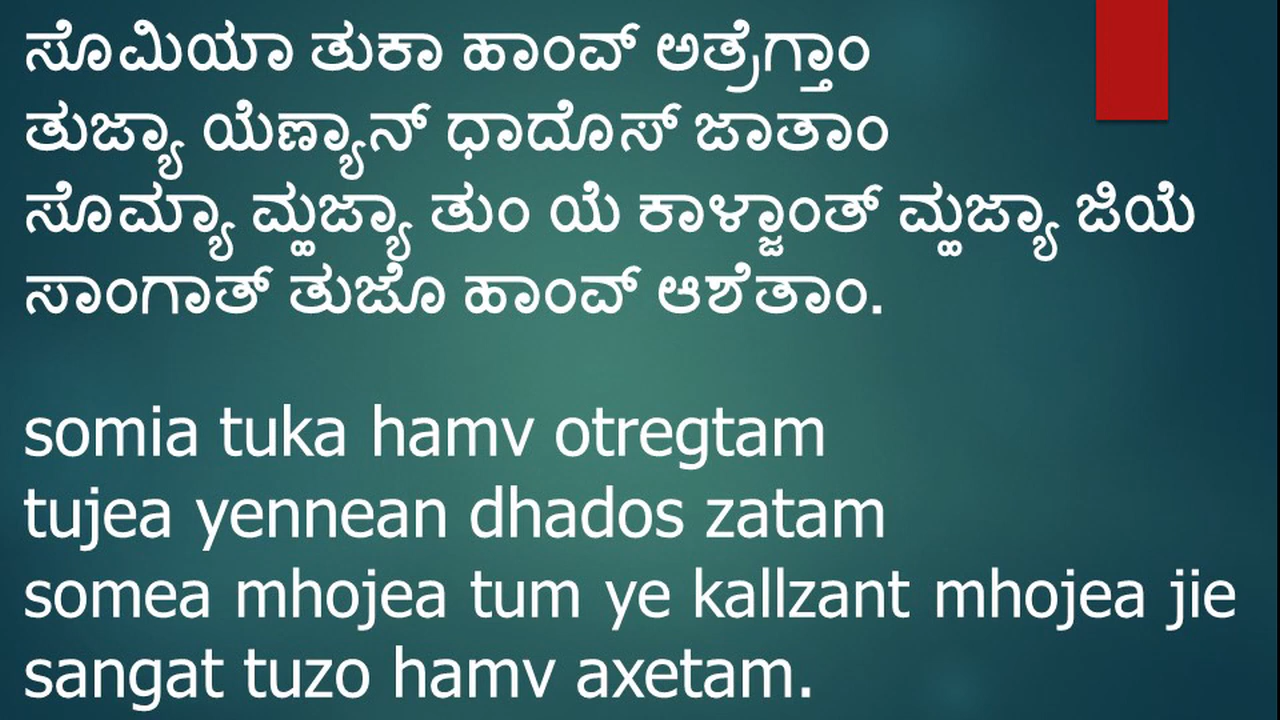 ಸೊಮಿಯಾ ತುಕಾ ಹಾಂವ್ ಅತ್ರೆಗ್ತಾಂ
ತುಜ್ಯಾ ಯೆಣ್ಯಾನ್ ಧಾದೊಸ್ ಜಾತಾಂ
ಸೊಮ್ಯಾ ಮ್ಹಜ್ಯಾ ತುಂ ಯೆ ಕಾಳ್ಜಾಂತ್ ಮ್ಹಜ್ಯಾ ಜಿಯೆ
ಸಾಂಗಾತ್ ತುಜೊ ಹಾಂವ್ ಆಶೆತಾಂ.
somia tuka hamv otregtam
tujea yennean dhados zatam
somea mhojea tum ye kallzant mhojea jie
sangat tuzo hamv axetam.